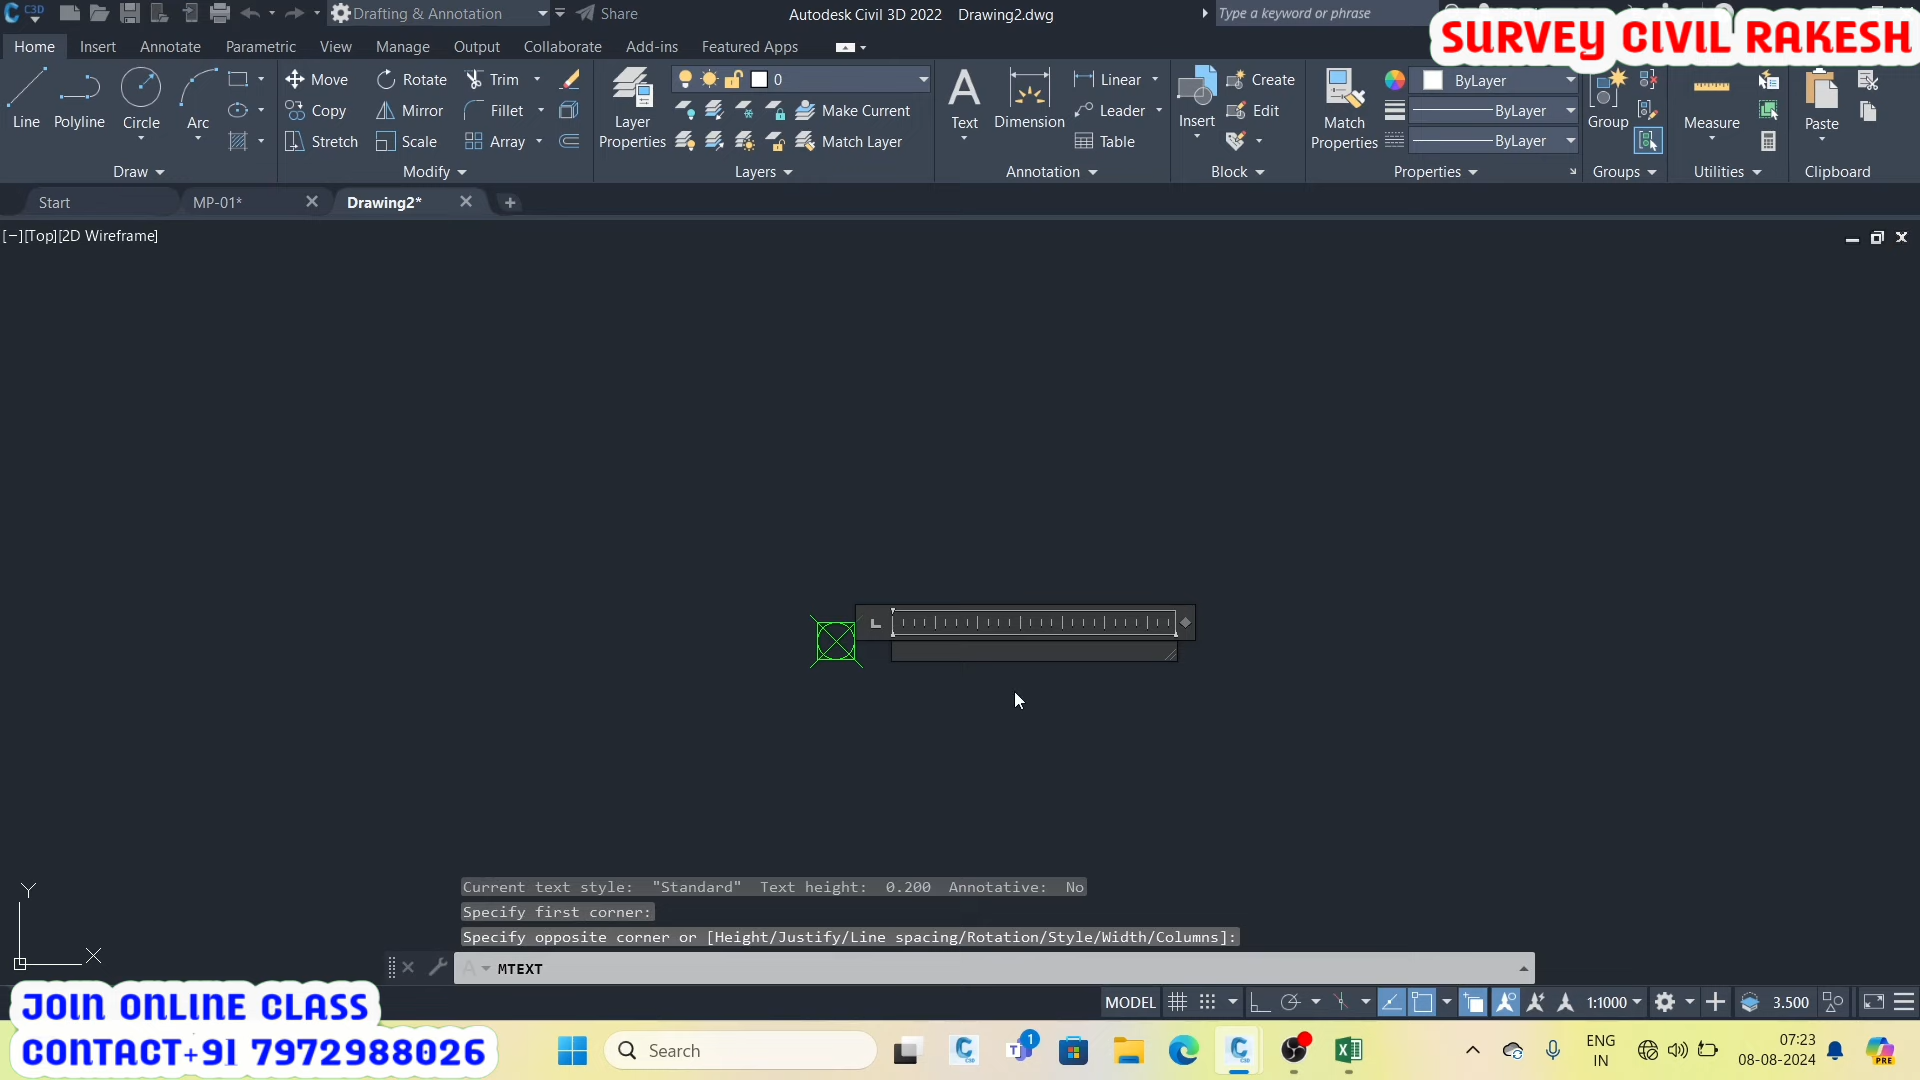 C3D
Drafting & Annotation
Share
Autodesk Civil 3D 2022 Drawing2.dwg
Type a keyword or phrase
SURVEY CIVIL RAKESH
Home Insert Annotate Parametric View Manage Output Collaborate Add-ins Featured Apps
Move Rotate Trim 0 Linear Create ByLayer
Copy Mirror Fillet Make Current Leader Edit ByLayer
Line Polyline Circle Arc Layer Properties Text Dimension Insert Match Properties Group Measure Paste
Stretch Scale Array Match Layer Table ByLayer
Draw Modify Layers Annotation Block Properties Groups Utilities Clipboard
Start MP-01* Drawing2*
[−][Top][2D Wireframe]
Y
X
Current text style: "Standard" Text height: 0.200 Annotative: No
Specify first corner:
Specify opposite corner or [Height/Justify/Line spacing/Rotation/Style/Width/Columns]:
MTEXT
MODEL 1:1000 3.500
JOIN ONLINE CLASS
CONTACT+91 7972988026
Search
1
ENG
IN
07:23
08-08-2024
PRE